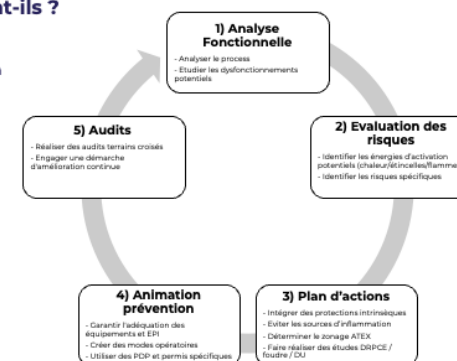 nt-ils ?
1) Analyse
Fonctionnelle
- Analyser le process
- Etudier les dysfonctionnements
potentiels
2) Evaluation des
risques
- Identifier les énergies d'activation
potentiels (chaleur/étincelles/flamme
- Identifier les risques spécifiques
3) Plan d'actions
- Intégrer des protections intrinsèques
- Eviter les sources d'inflammation
- Déterminer le zonage ATEX
- Faire réaliser des études DRPCE /
foudre / DU
4) Animation
prévention
- Garantir l'adéquation des
équipements et EPI
- Créer des modes opératoires
- Utiliser des PDP et permis spécifiques
5) Audits
- Réaliser des audits terrains croisés
- Engager une démarche
d'amélioration continue